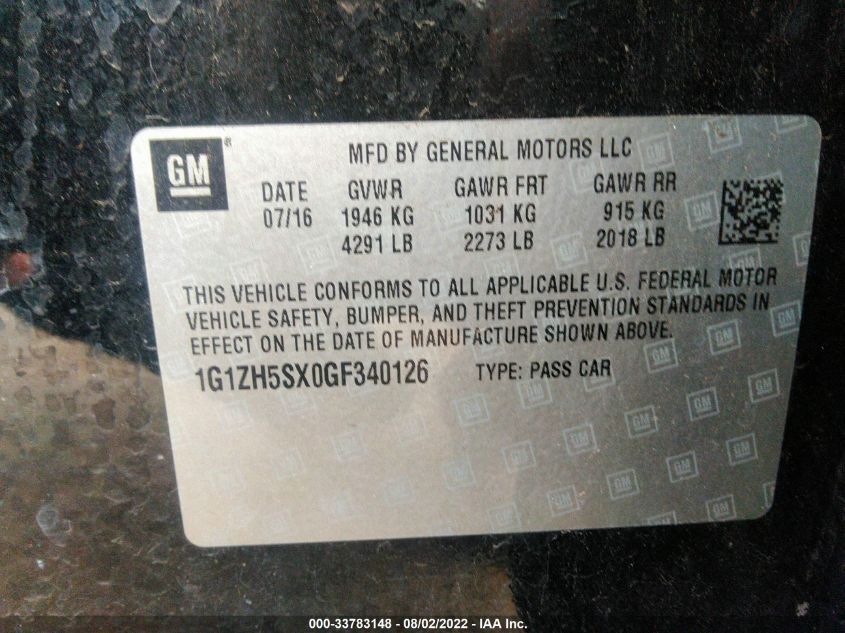 GM
MFD BY GENERAL MOTORS LLC
DATE GVWR GAWR FRT GAWR RR
07/16 1946 KG 1031 KG 915 KG
4291 LB 2273 LB 2018 LB
THIS VEHICLE CONFORMS TO ALL APPLICABLE U.S. FEDERAL MOTOR
VEHICLE SAFETY, BUMPER, AND THEFT PREVENTION STANDARDS IN
EFFECT ON THE DATE OF MANUFACTURE SHOWN ABOVE.
1G1ZH5SX0GF340126 TYPE: PASS CAR
000-33783148 - 08/02/2022 - IAA Inc.